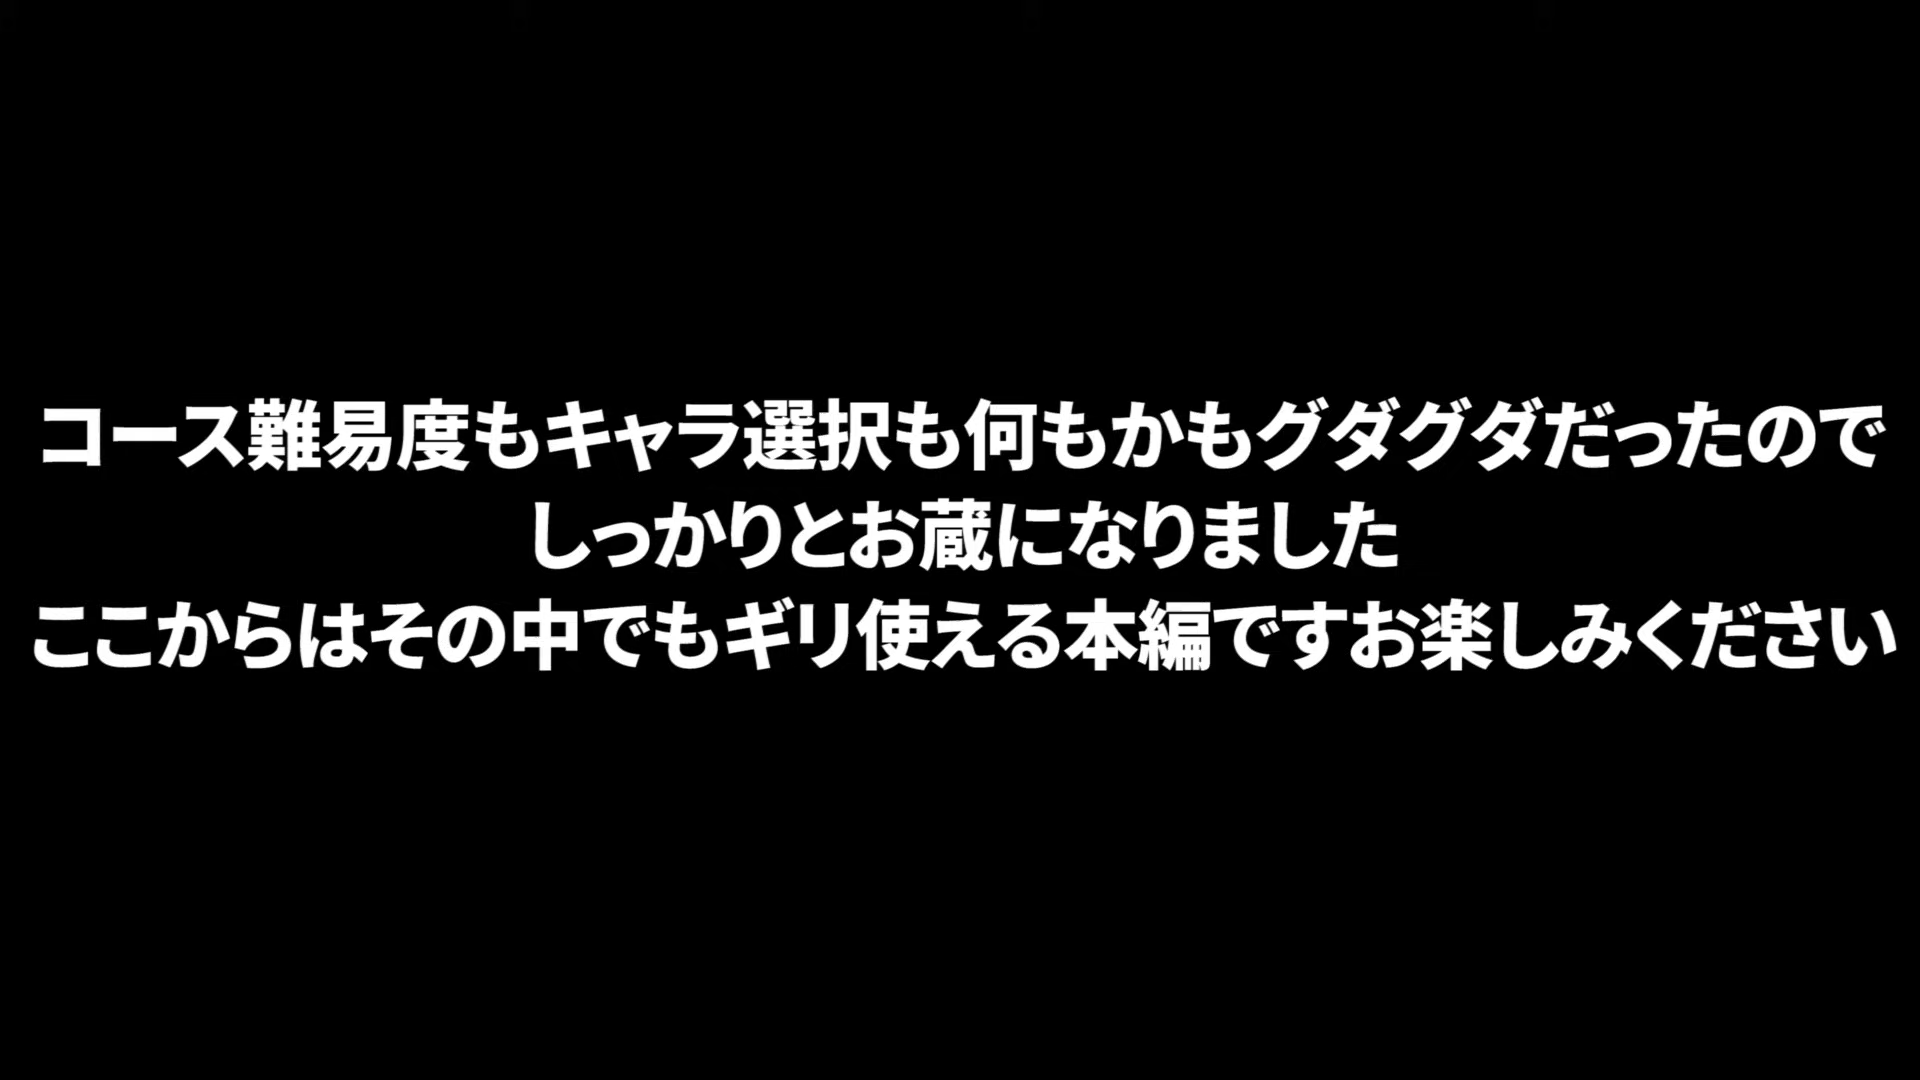 コース難易度もキャラ選択も何もかもグダグダだったので
しっかりとお蔵になりました
ここからはその中でもギリ使える本編ですお楽しみください